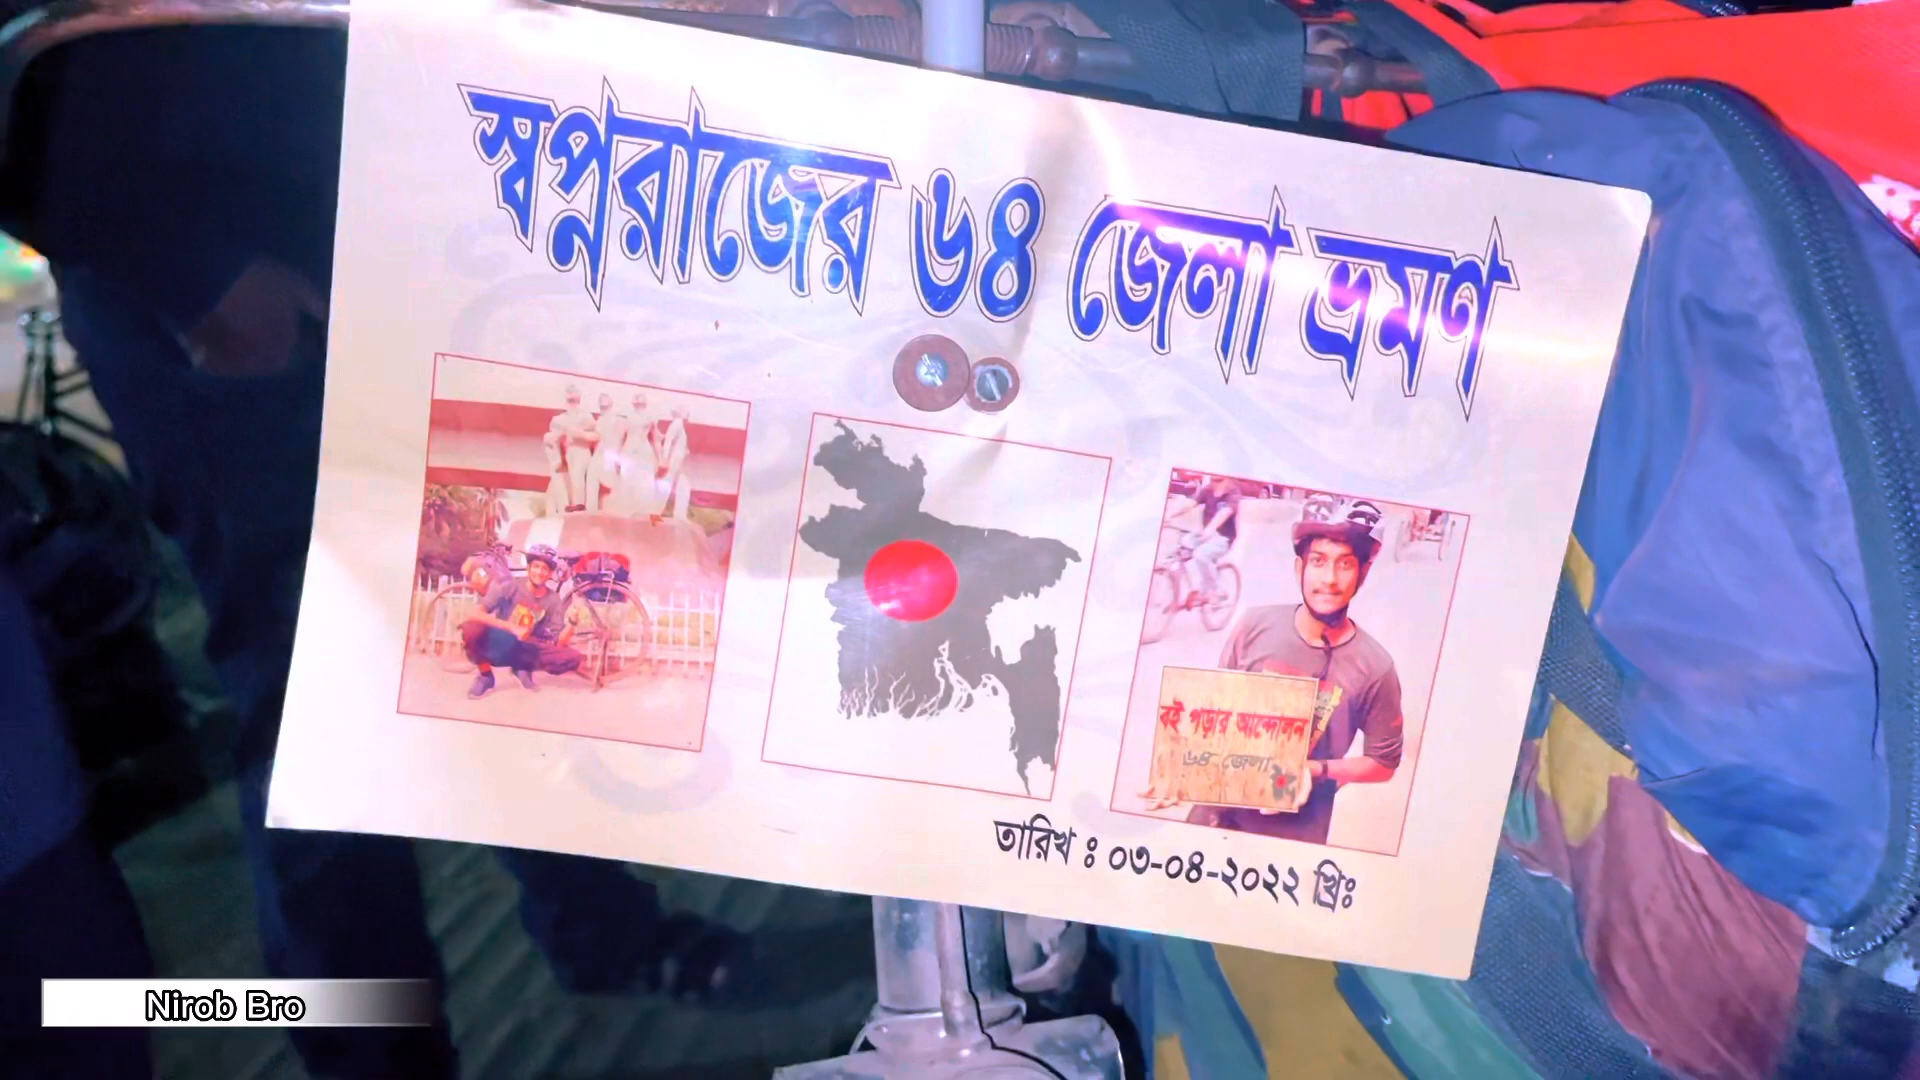 স্বপ্নরাজের ৬৪ জেলা ভ্রমণ
বই পড়ার আন্দোলন
৬৪ জেলা
তারিখ : ০৩-০৪-২০২২ খ্রিঃ
Nirob Bro